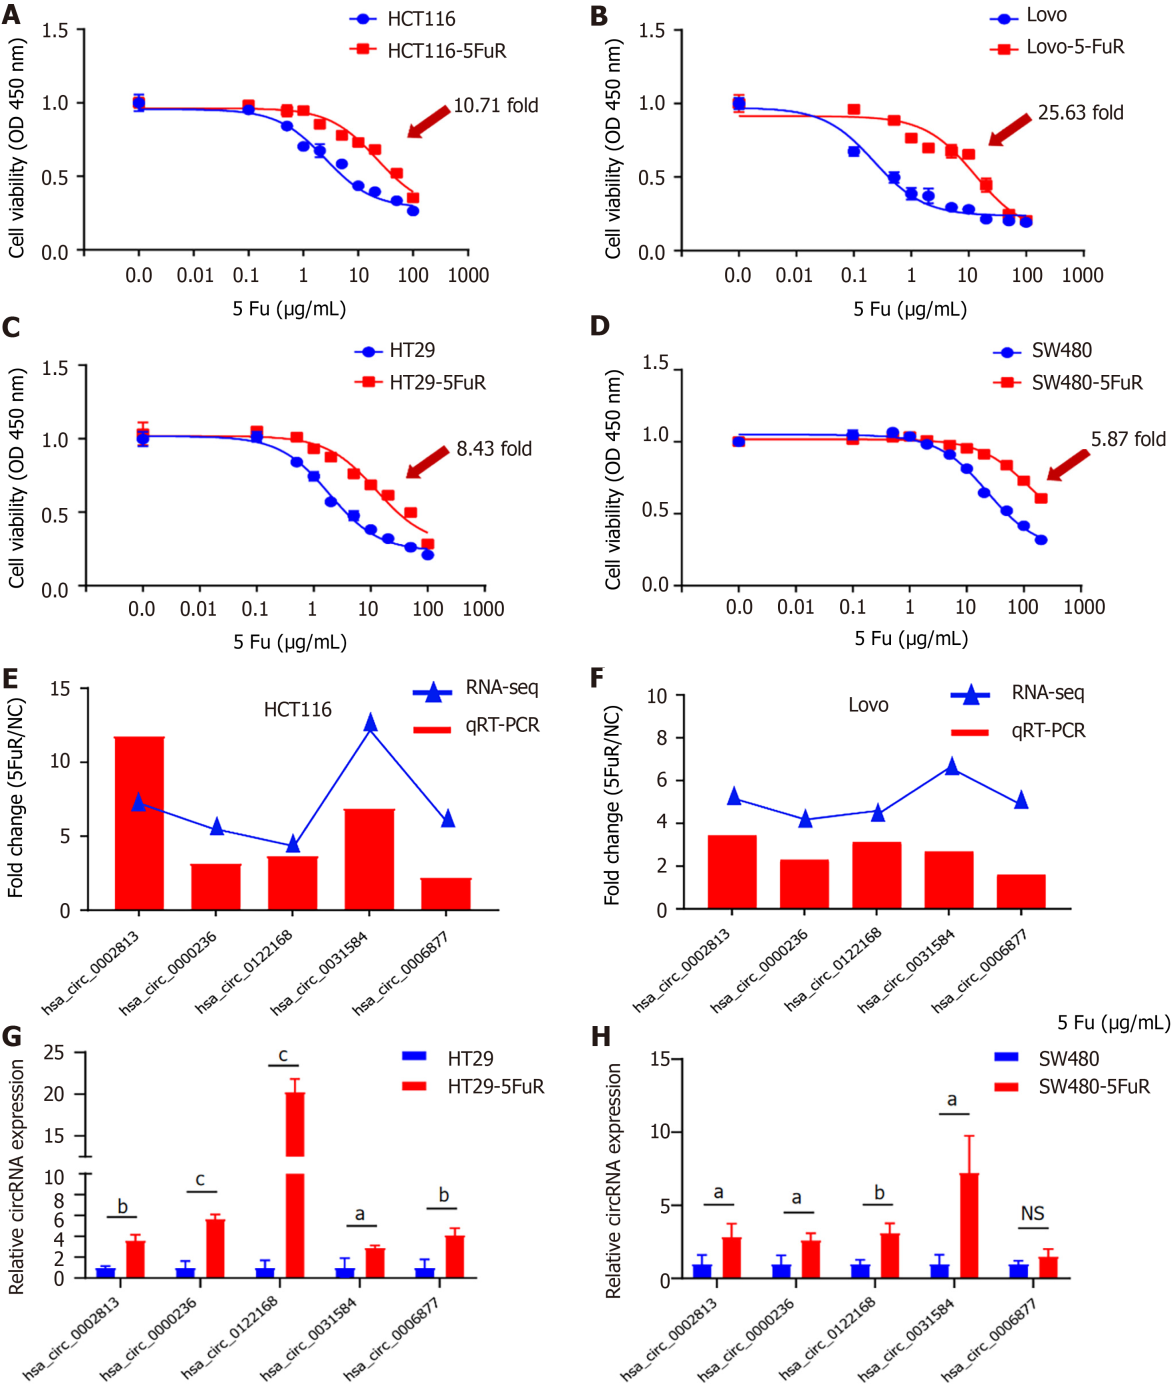 A
HCT116
HCT116-5FuR
10.71 fold
Cell viability (OD 450 nm)
1.5
1.0
0.5
0.0
0.0 0.01 0.1 1 10 100 1000
5 Fu (µg/mL)
B
Lovo
Lovo-5-FuR
25.63 fold
Cell viability (OD 450 nm)
1.5
1.0
0.5
0.0
0.0 0.01 0.1 1 10 100 1000
5 Fu (µg/mL)
C
HT29
HT29-5FuR
8.43 fold
Cell viability (OD 450 nm)
1.5
1.0
0.5
0.0
0.0 0.01 0.1 1 10 100 1000
5 Fu (µg/mL)
D
SW480
SW480-5FuR
5.87 fold
Cell viability (OD 450 nm)
1.5
1.0
0.5
0.0
0.0 0.01 0.1 1 10 100 1000
5 Fu (µg/mL)
E
HCT116
RNA-seq
qRT-PCR
Fold change (5FuR/NC)
15
10
5
0
hsa_circ_0002813
hsa_circ_0000236
hsa_circ_0122168
hsa_circ_0031584
hsa_circ_0006877
F
Lovo
RNA-seq
qRT-PCR
Fold change (5FuR/NC)
10
8
6
4
2
0
hsa_circ_0002813
hsa_circ_0000236
hsa_circ_0122168
hsa_circ_0031584
hsa_circ_0006877
5 Fu (µg/mL)
G
HT29
HT29-5FuR
Relative circRNA expression
25
20
15
10
8
6
4
2
0
b
c
c
a
b
hsa_circ_0002813
hsa_circ_0000236
hsa_circ_0122168
hsa_circ_0031584
hsa_circ_0006877
H
SW480
SW480-5FuR
Relative circRNA expression
15
10
5
0
a
a
b
a
NS
hsa_circ_0002813
hsa_circ_0000236
hsa_circ_0122168
hsa_circ_0031584
hsa_circ_0006877